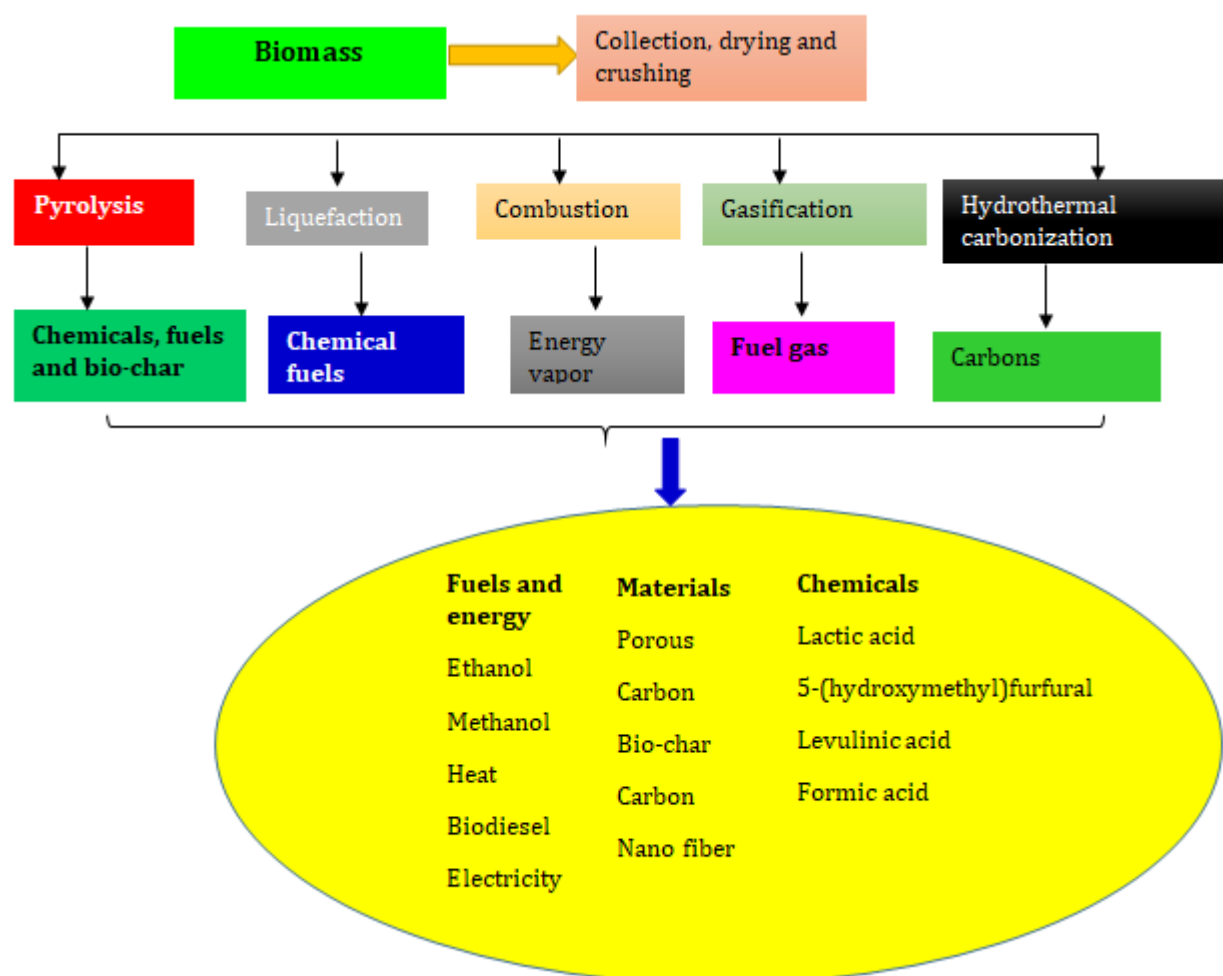 Biomass
Collection, drying and
crushing
Pyrolysis
Liquefaction
Combustion
Gasification
Hydrothermal
carbonization
Chemicals, fuels
and bio-char
Chemical
fuels
Energy
vapor
Fuel gas
Carbons
Fuels and
energy
Ethanol
Methanol
Heat
Biodiesel
Electricity
Materials
Porous
Carbon
Bio-char
Carbon
Nano fiber
Chemicals
Lactic acid
5-(hydroxymethyl)furfural
Levulinic acid
Formic acid